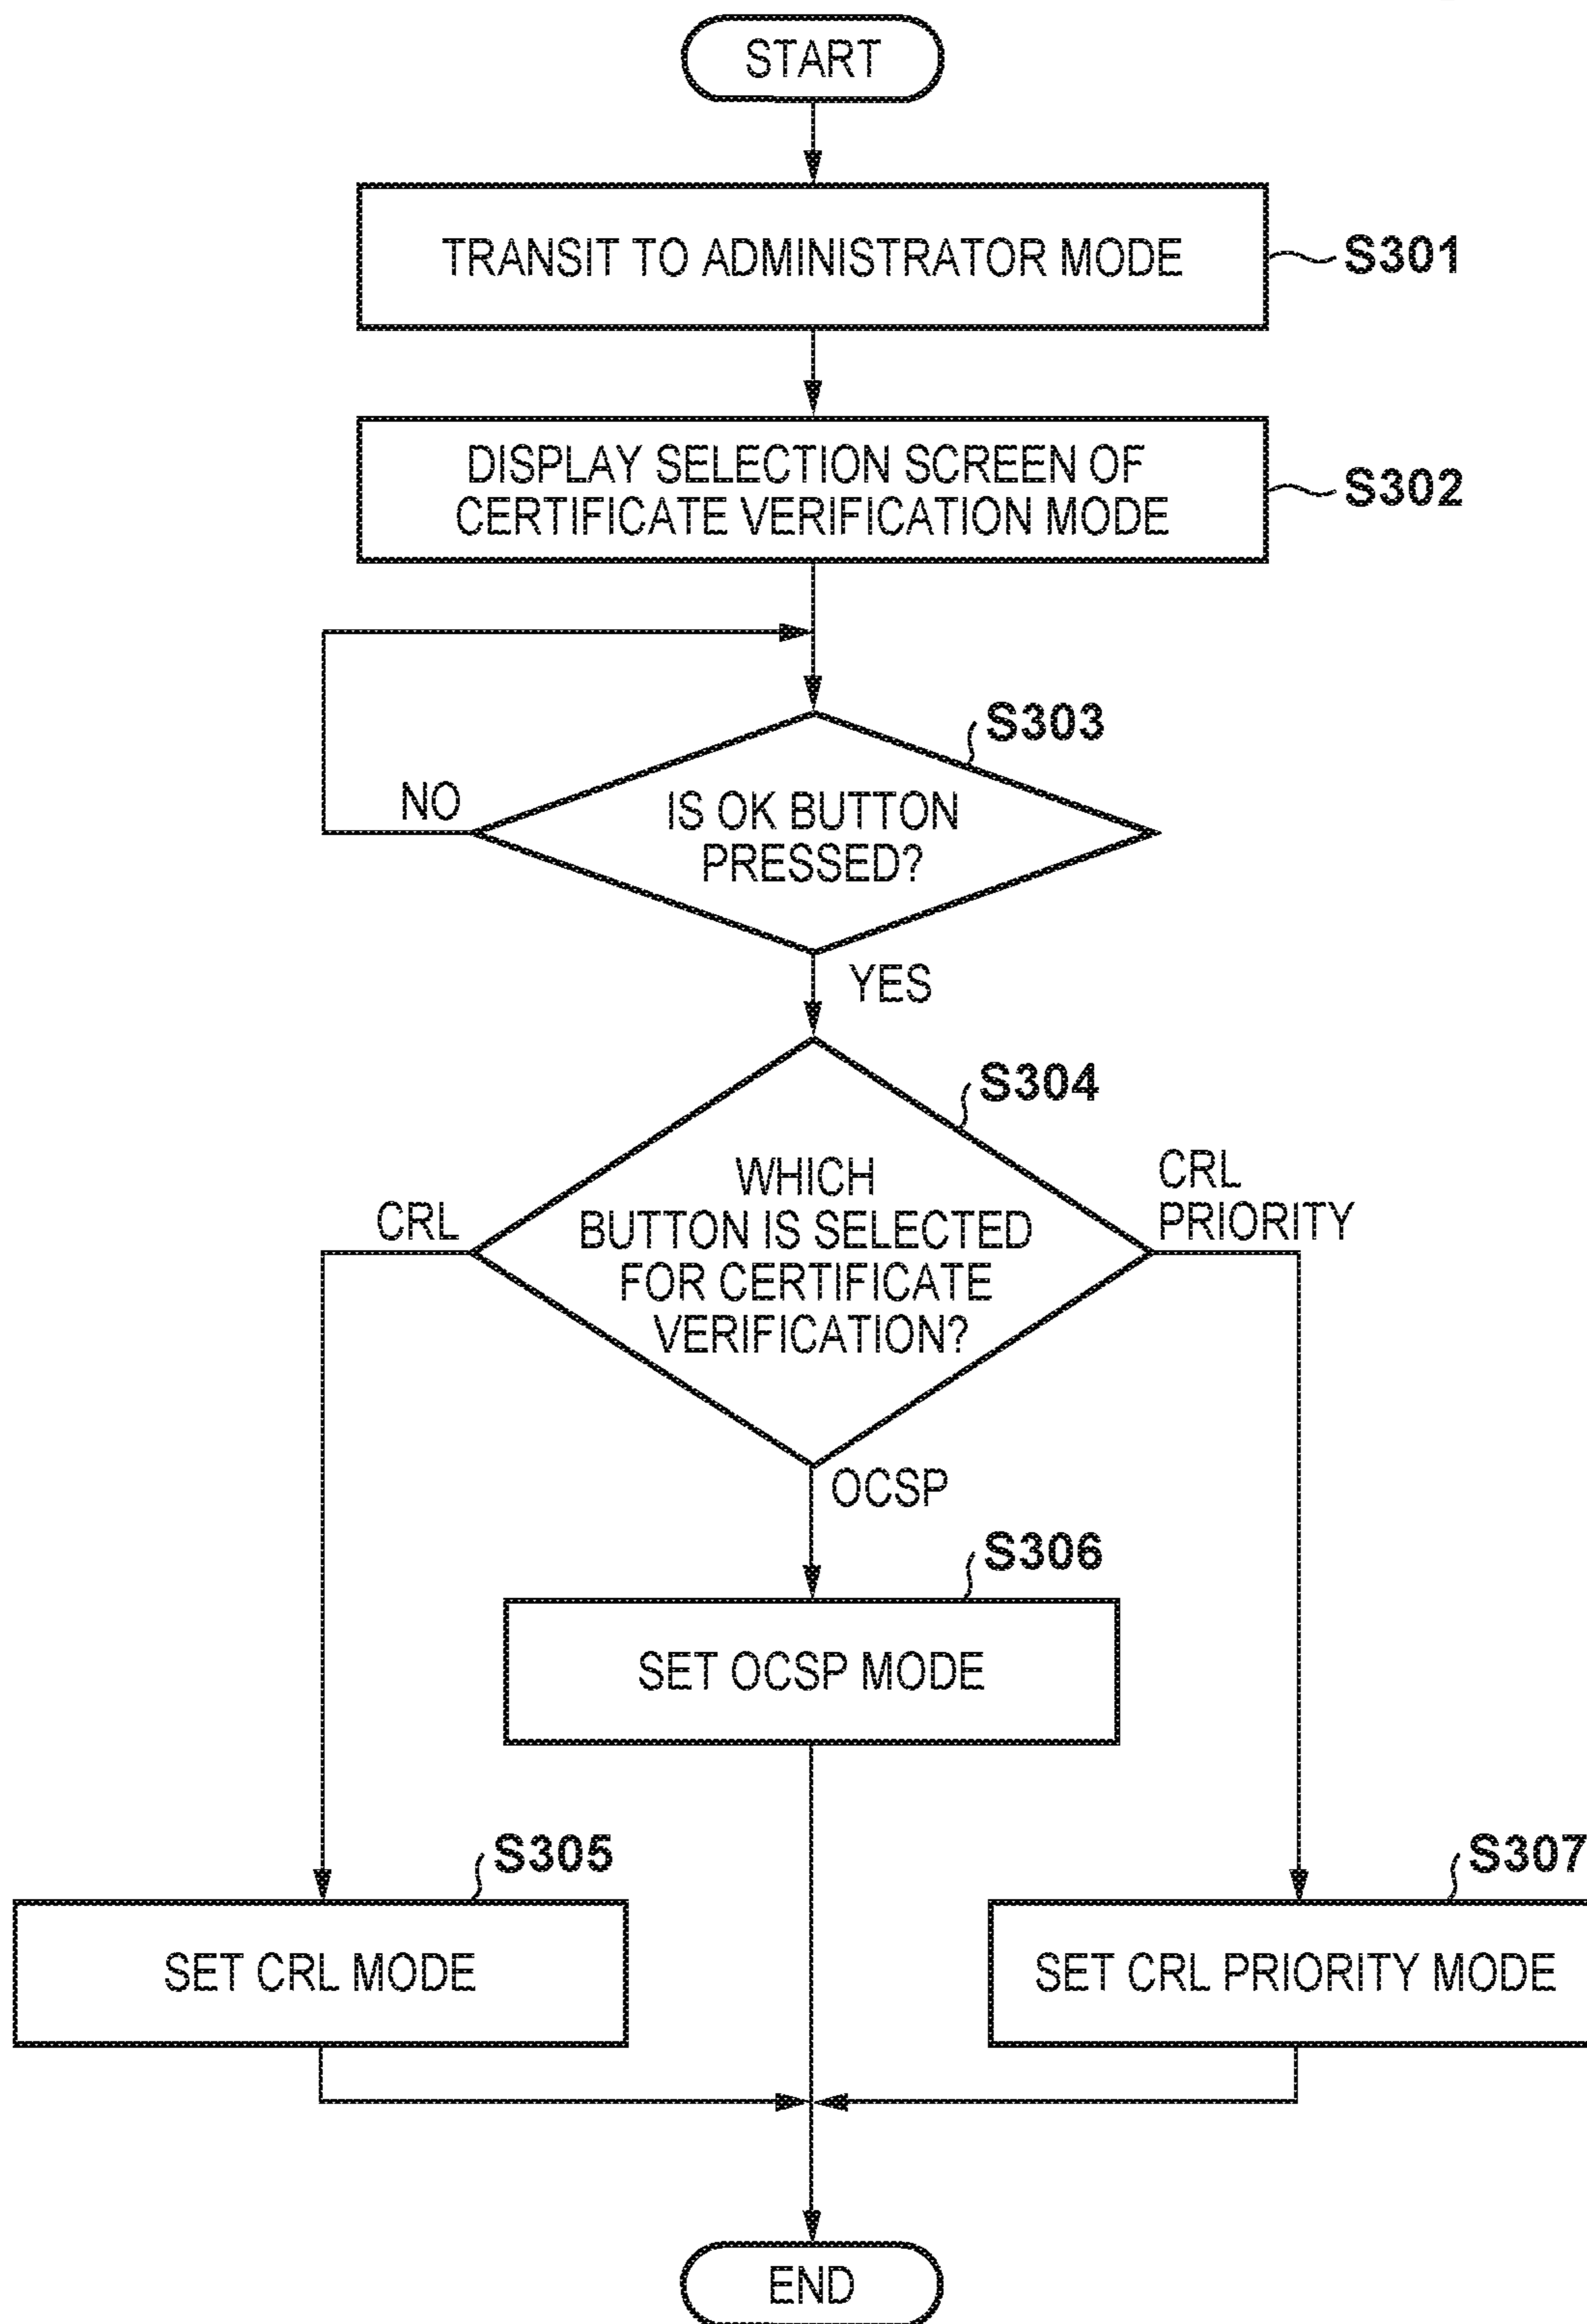 START
TRANSIT TO ADMINISTRATOR MODE
S301
DISPLAY SELECTION SCREEN OF
CERTIFICATE VERIFICATION MODE
S302
S303
NO
IS OK BUTTON
PRESSED?
YES
S304
WHICH
BUTTON IS SELECTED
FOR CERTIFICATE
VERIFICATION?
CRL
CRL
PRIORITY
OCSP
S306
SET OCSP MODE
S305
SET CRL MODE
S307
SET CRL PRIORITY MODE
END